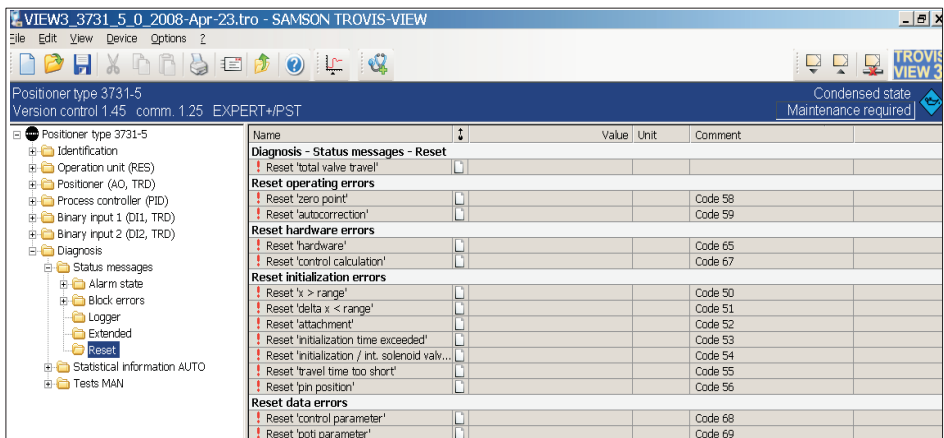 VIEW3_3731_5_0_2008-Apr-23.tro - SAMSON TROVIS-VIEW
File Edit View Device Options ?
TROVIS
VIEW 3
Positioner type 3731-5
Condensed state
Version control 1.45 comm. 1.25 EXPERT+/PST
Maintenance required
Positioner type 3731-5
Identification
Operation unit (RES)
Positioner (AO, TRD)
Process controller (PID)
Binary input 1 (DI1, TRD)
Binary input 2 (DI2, TRD)
Diagnosis
Status messages
Alarm state
Block errors
Logger
Extended
Reset
Statistical information AUTO
Tests MAN
Name Value Unit Comment
Diagnosis - Status messages - Reset
! Reset 'total valve travel'
Reset operating errors
! Reset 'zero point' Code 58
! Reset 'autocorrection' Code 59
Reset hardware errors
! Reset 'hardware' Code 65
! Reset 'control calculation' Code 67
Reset initialization errors
! Reset 'x > range' Code 50
! Reset 'delta x < range' Code 51
! Reset 'attachment' Code 52
! Reset 'initialization time exceeded' Code 53
! Reset 'initialization / int. solenoid valv... Code 54
! Reset 'travel time too short' Code 55
! Reset 'pin position' Code 56
Reset data errors
! Reset 'control parameter' Code 68
! Reset 'poti parameter' Code 69